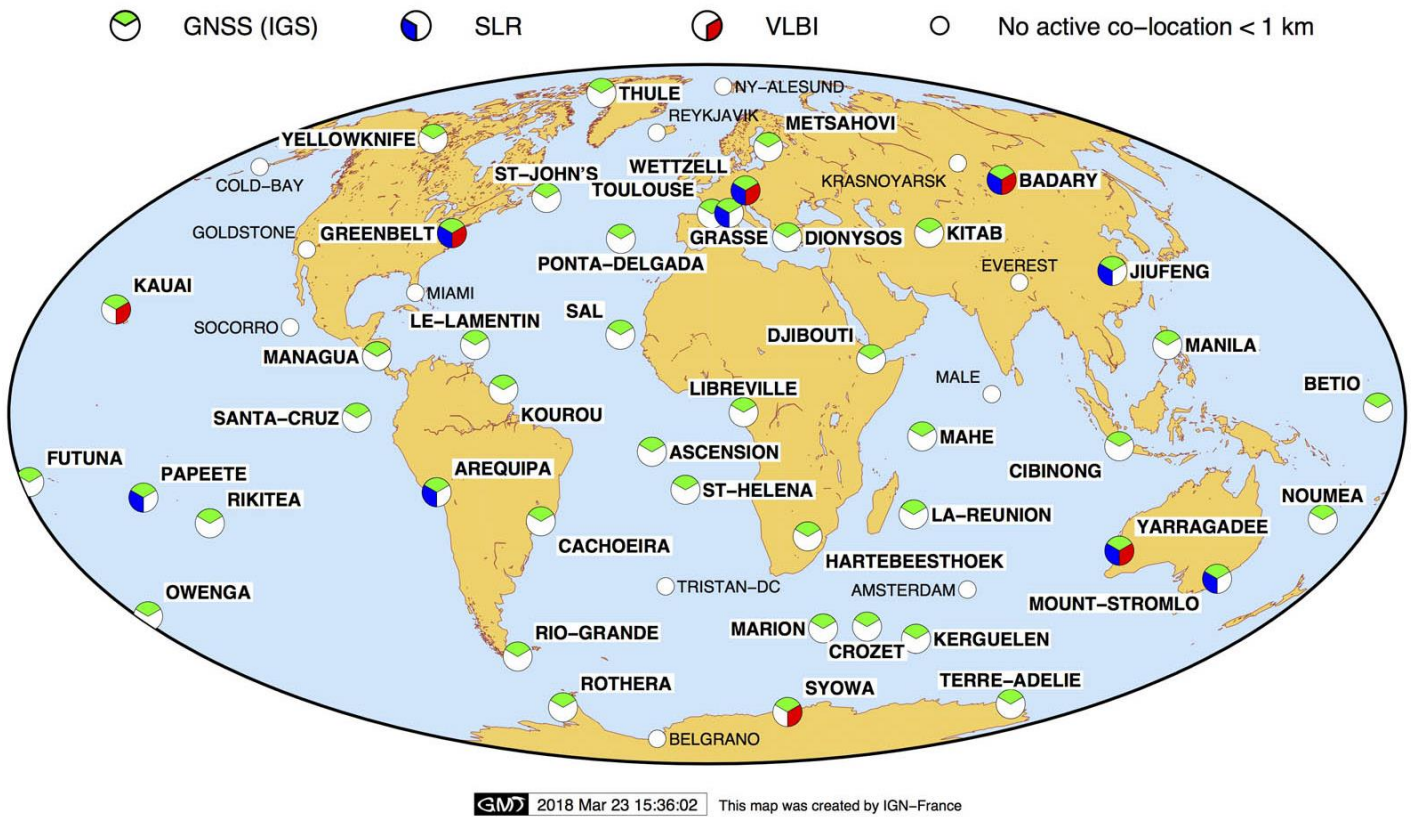 GNSS (IGS)
SLR
VLBI
No active co-location < 1 km
THULE
NY-ALESUND
REYKJAVIK
METSAHOVI
YELLOWKNIFE
WETTZELL
ST-JOHN'S
COLD-BAY
TOULOUSE
KRASNOYARSK
BADARY
GOLDSTONE
GREENBELT
GRASSE
DIONYSOS
KITAB
PONTA-DELGADA
EVEREST
JIUFENG
KAUAI
MIAMI
SOCORRO
LE-LAMENTIN
SAL
DJIBOUTI
MANILA
MANAGUA
MALE
BETIO
LIBREVILLE
SANTA-CRUZ
KOUROU
MAHE
FUTUNA
ASCENSION
PAPEETE
AREQUIPA
CIBINONG
RIKITEA
ST-HELENA
NOUMEA
LA-REUNION
YARRAGADEE
CACHOEIRA
HARTEBEESTHOEK
OWENGA
TRISTAN-DC
AMSTERDAM
MOUNT-STROMLO
RIO-GRANDE
MARION
CROZET
KERGUELEN
ROTHERA
SYOWA
TERRE-ADELIE
BELGRANO
GMT 2018 Mar 23 15:36:02 This map was created by IGN-France